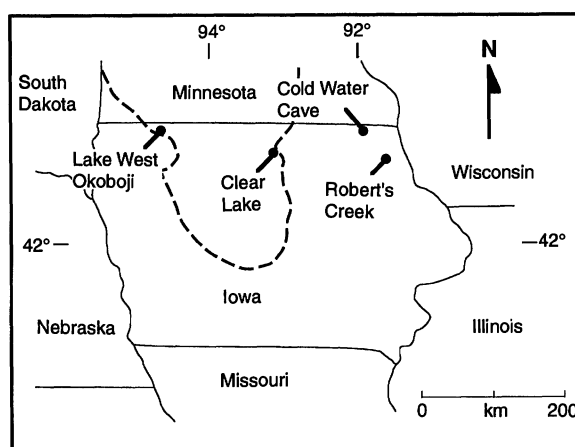 94°
92°
N
South
Dakota
Minnesota
Cold Water
Cave
Lake West
Okoboji
Clear
Lake
Robert's
Creek
Wisconsin
42°
42°
Iowa
Nebraska
Illinois
Missouri
0 km 200